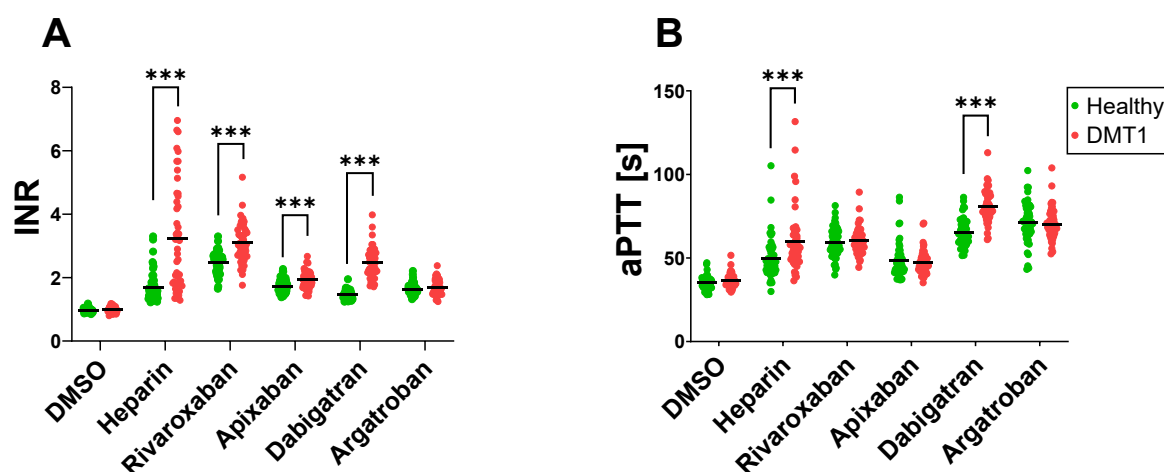 A
INR
8
6
4
2
0
***
***
***
***
DMSO
Heparin
Rivaroxaban
Apixaban
Dabigatran
Argatroban
B
aPTT [s]
150
100
50
0
***
***
DMSO
Heparin
Rivaroxaban
Apixaban
Dabigatran
Argatroban
Healthy
DMT1